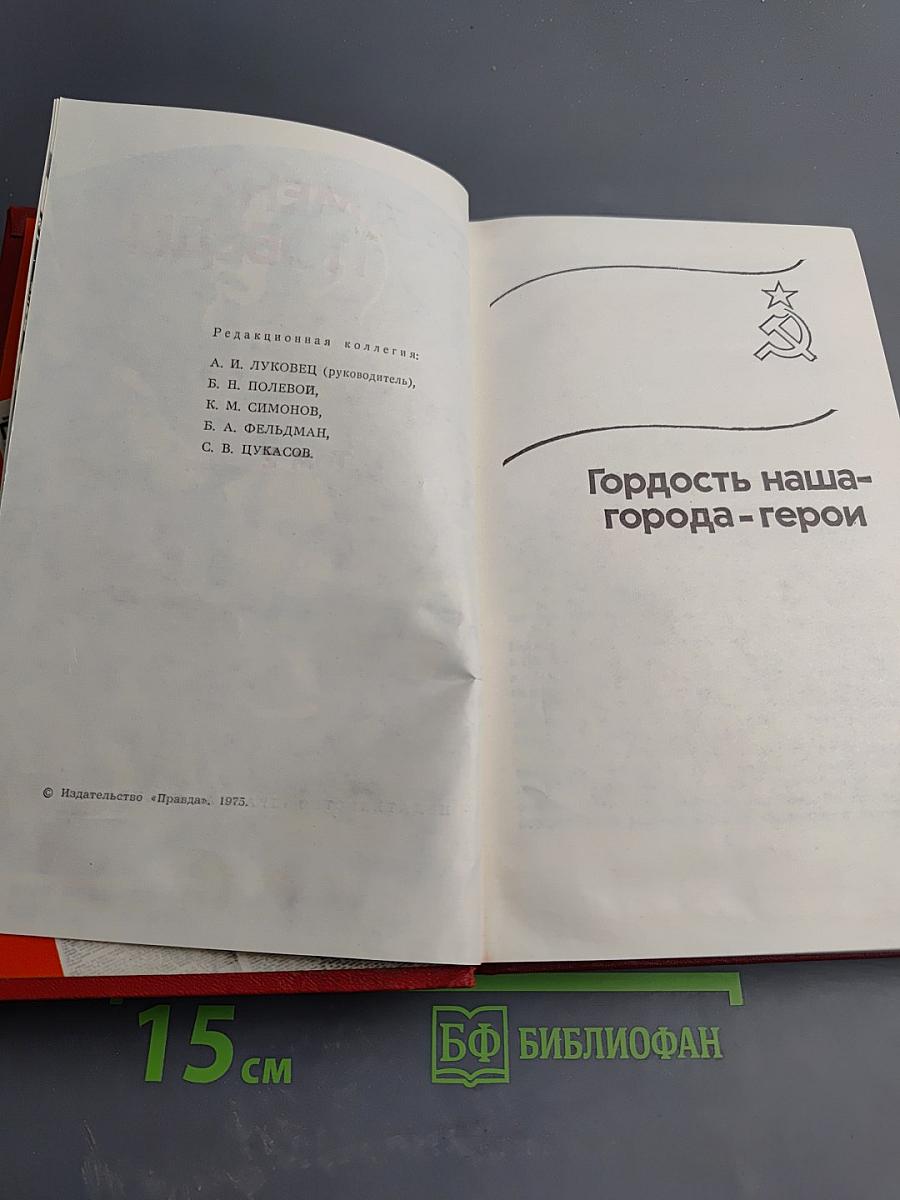 Редакционная коллегия:
А. И. ЛУКОВЕЦ (руководитель),
Б. Н. ПОЛЕВОЙ,
К. М. СИМОНОВ,
Б. А. ФЕЛЬДМАН,
С. В. ЦУКАСОВ.
© Издательство «Правда». 1975.
Гордость наша-
города-герои
15 см
БФ БИБЛИОФАН